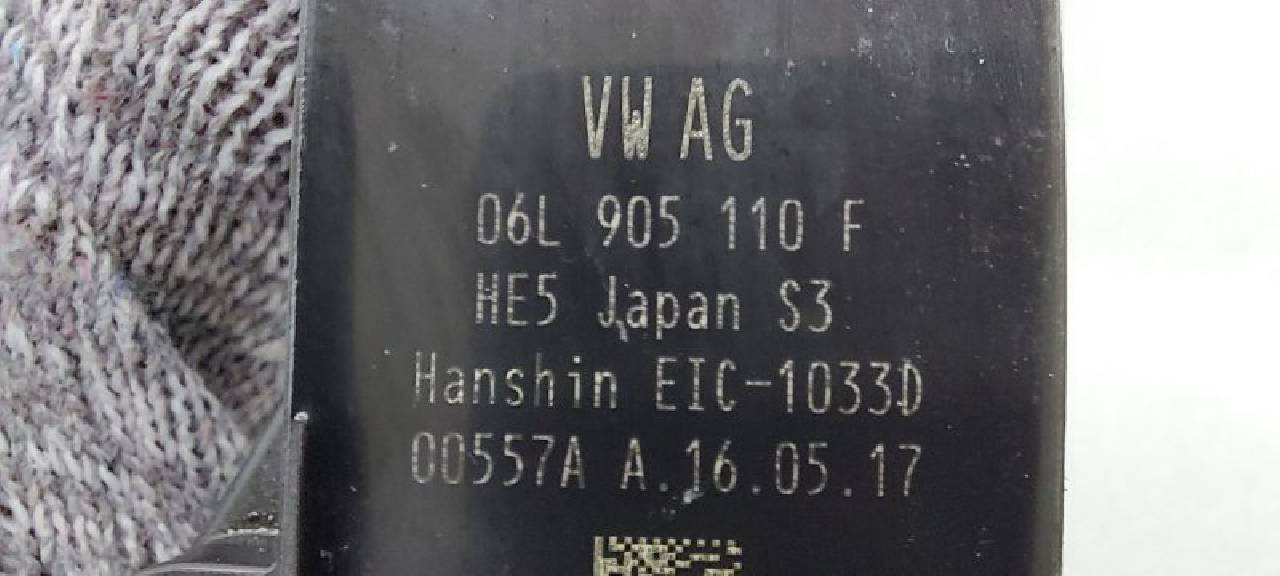 VW AG
06L 905 110 F
HE5 Japan S3
Hanshin EIC-1033D
00557A A.16.05.17